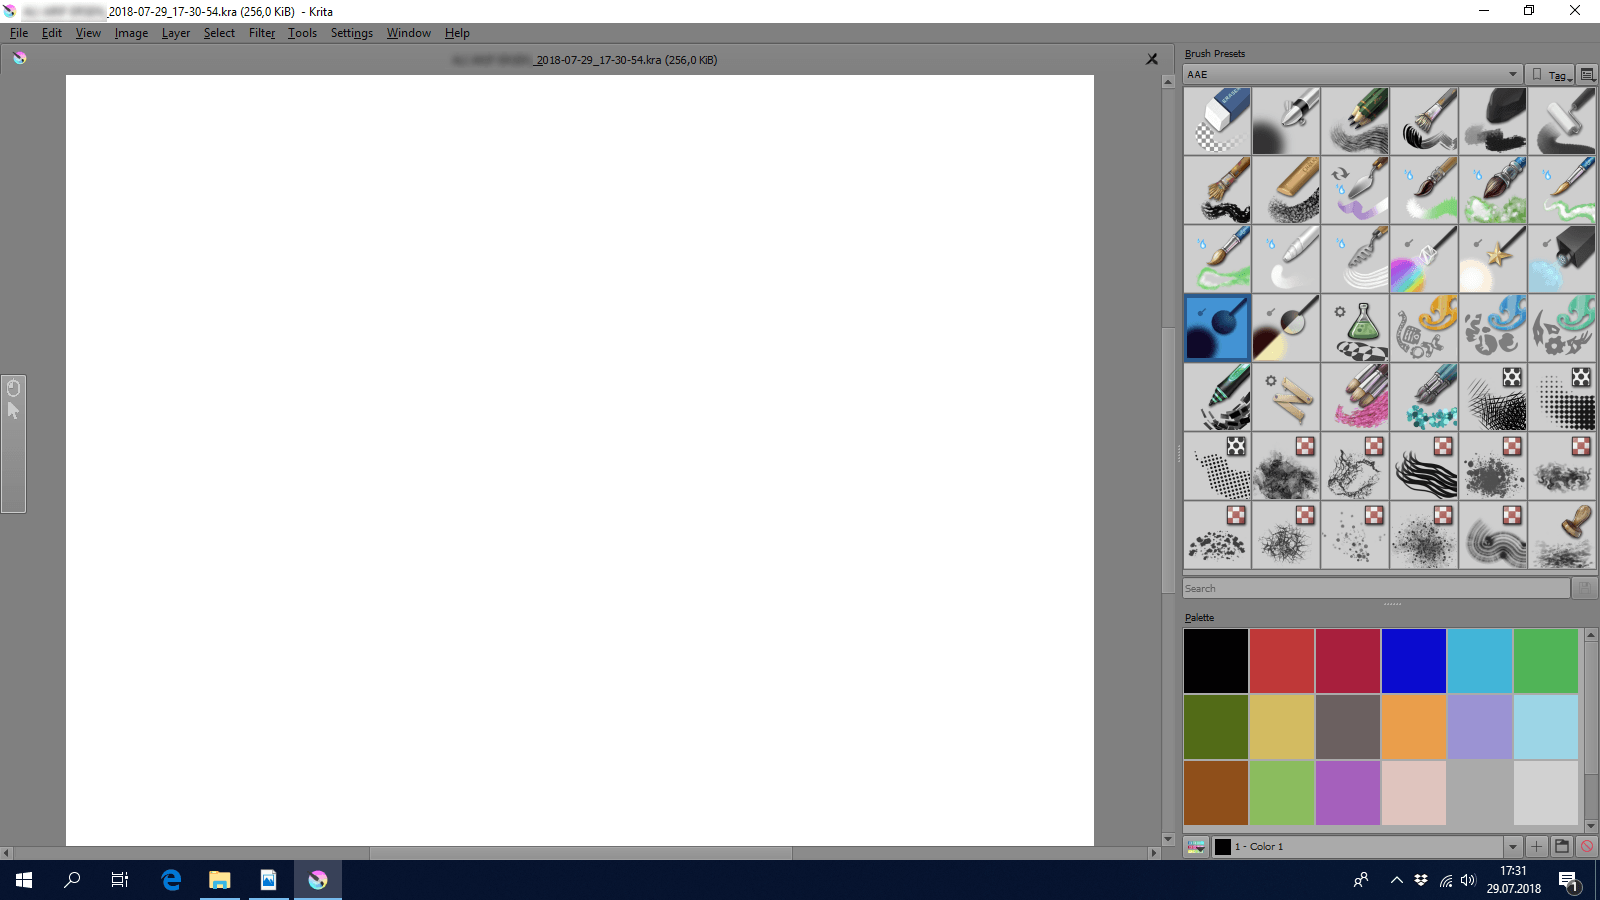 _2018-07-29_17-30-54.kra (256,0 KiB) - Krita
File Edit View Image Layer Select Filter Tools Settings Window Help
_2018-07-29_17-30-54.kra (256,0 KiB)
Brush Presets
AAE
Tag
ERASER
Search
Palette
1 - Color 1
17:31
29.07.2018
1